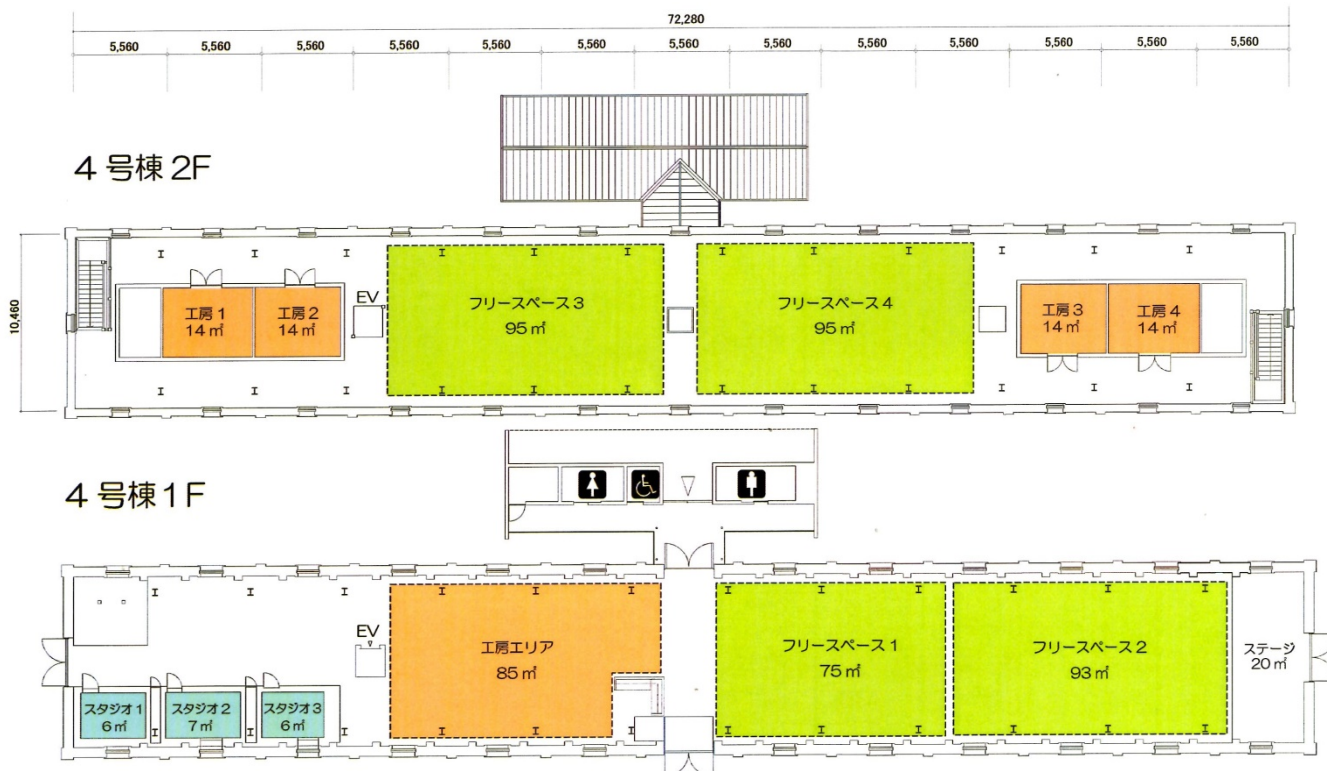 72,280
5,560 5,560 5,560 5,560 5,560 5,560 5,560 5,560 5,560 5,560 5,560 5,560 5,560
4号棟 2F
10,460
工房1
14㎡
工房2
14㎡
EV
フリースペース3
95㎡
フリースペース4
95㎡
工房3
14㎡
工房4
14㎡
4号棟1F
EV
工房エリア
85㎡
フリースペース1
75㎡
フリースペース2
93㎡
ステージ
20㎡
スタジオ1
6㎡
スタジオ2
7㎡
スタジオ3
6㎡